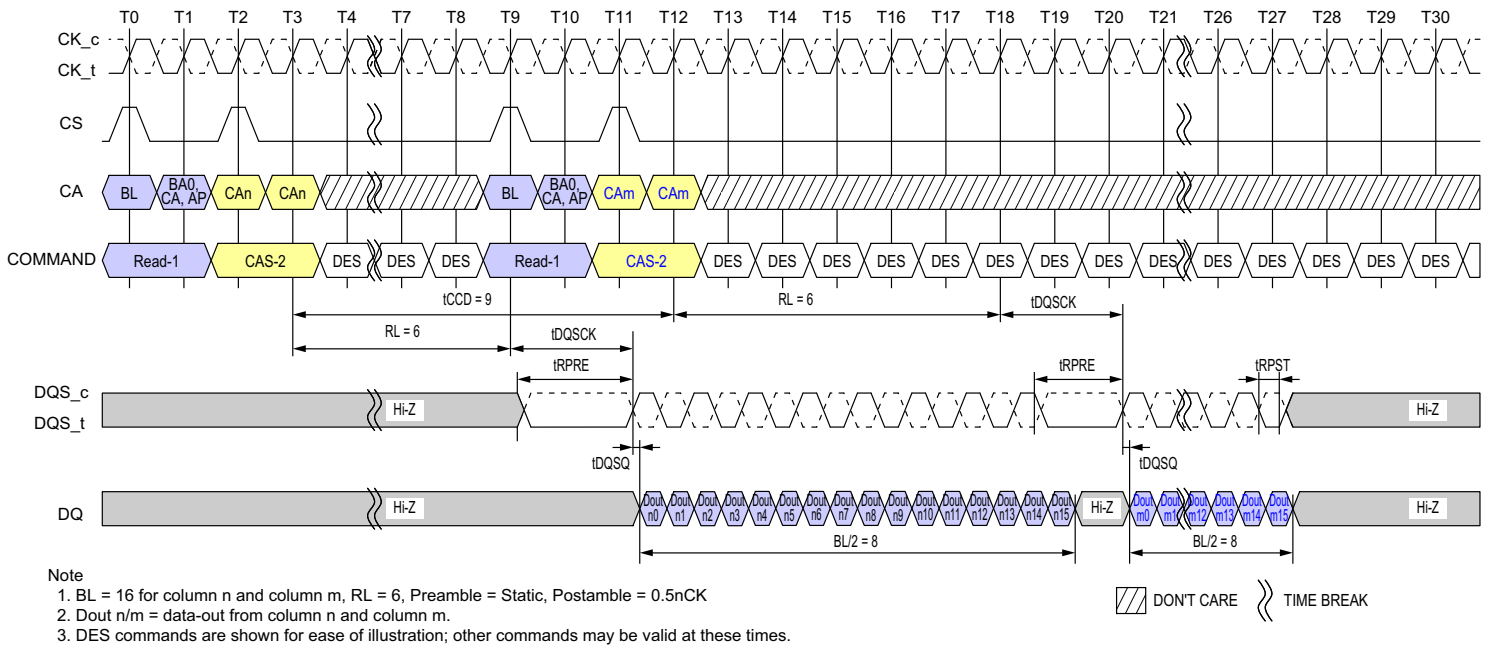 T0 T1 T2 T3 T4 T7 T8 T9 T10 T11 T12 T13 T14 T15 T16 T17 T18 T19 T20 T21 T26 T27 T28 T29 T30
CK_c
CK_t
CS
CA BL BA0, CA, AP CAn CAn BL BA0, CA, AP CAm CAm
COMMAND Read-1 CAS-2 DES DES DES Read-1 CAS-2 DES DES DES DES DES DES DES DES DES DES DES DES DES DES
tCCD = 9 RL = 6 tDQSCK
RL = 6 tDQSCK
tRPRE tRPRE tRPST
DQS_c
DQS_t
Hi-Z Hi-Z
tDQSQ tDQSQ
DQ Hi-Z Dout n0 Dout n1 Dout n2 Dout n3 Dout n4 Dout n5 Dout n6 Dout n7 Dout n8 Dout n9 Dout n10 Dout n11 Dout n12 Dout n13 Dout n14 Dout n15 Hi-Z Dout m0 Dout m1 Dout m12 Dout m13 Dout m14 Dout m15 Hi-Z
BL/2 = 8 BL/2 = 8
Note
1. BL = 16 for column n and column m, RL = 6, Preamble = Static, Postamble = 0.5nCK
2. Dout n/m = data-out from column n and column m.
3. DES commands are shown for ease of illustration; other commands may be valid at these times.
DON'T CARE TIME BREAK